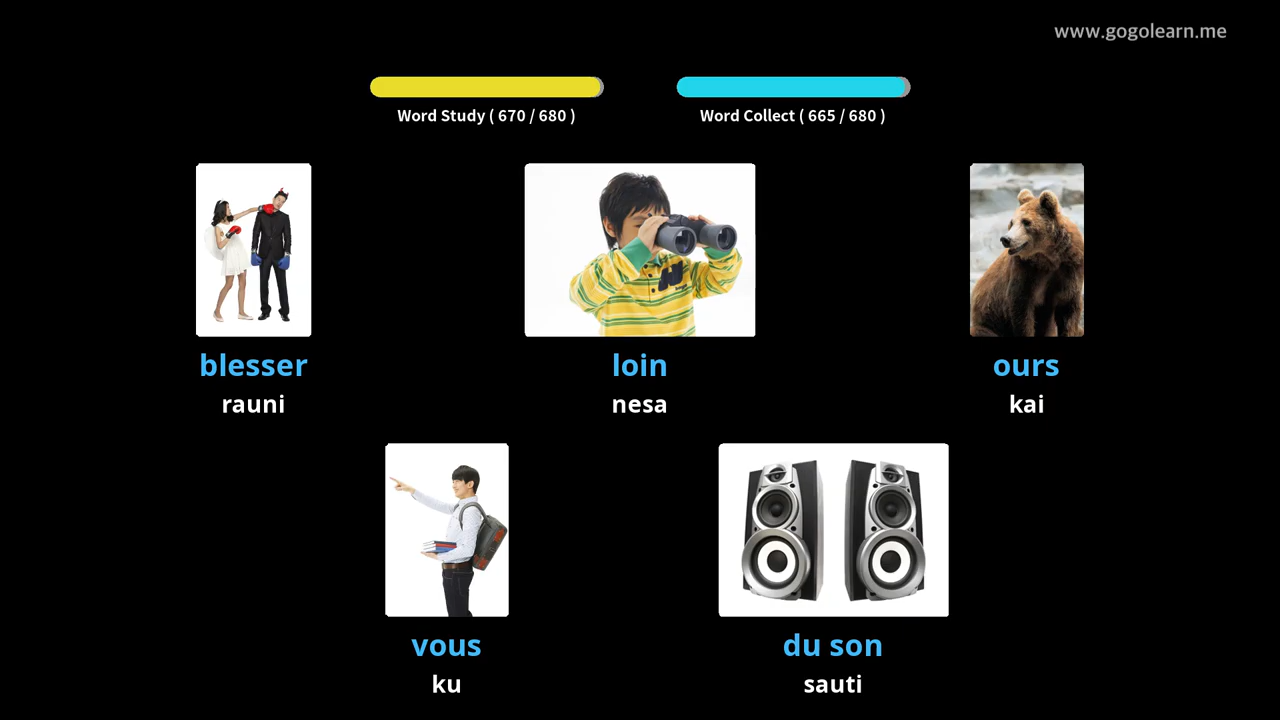 www.gogolearn.me
Word Study ( 670 / 680 )
Word Collect ( 665 / 680 )
blesser
rauni
loin
nesa
ours
kai
vous
ku
du son
sauti